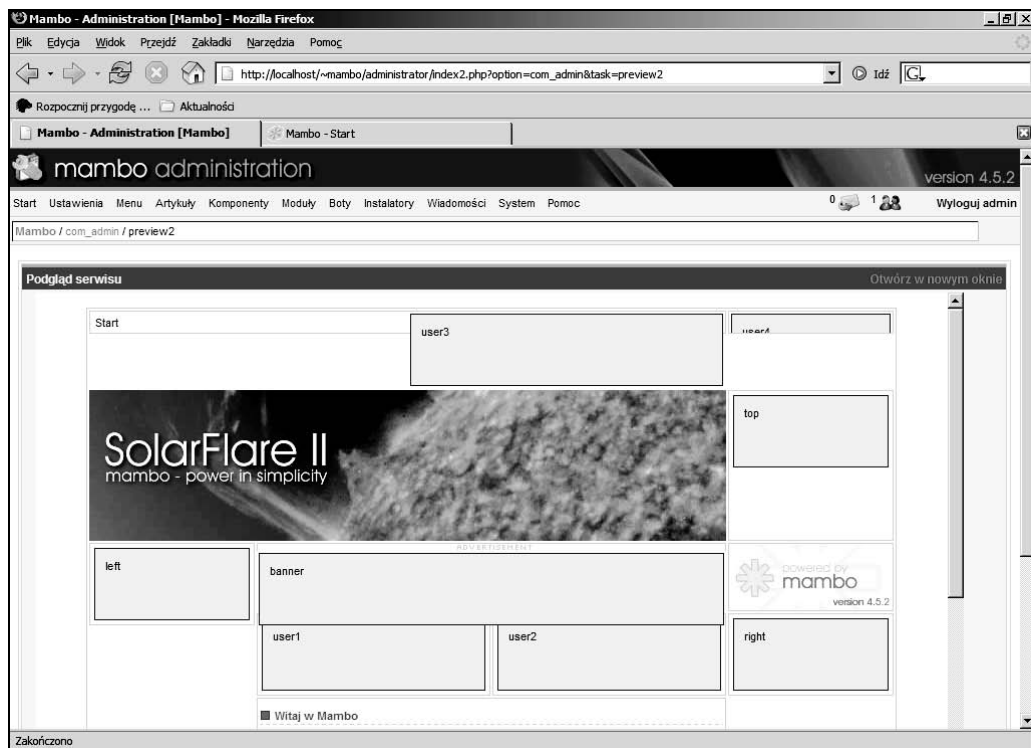 Mambo - Administration [Mambo] - Mozilla Firefox
Plik Edycja Widok Przejdź Zakładki Narzędzia Pomoc
http://localhost/~mambo/administrator/index2.php?option=com_admin&task=preview2
Idź
G
Rozpocznij przygodę ... Aktualności
Mambo - Administration [Mambo] Mambo - Start
mambo administration
version 4.5.2
Start Ustawienia Menu Artykuły Komponenty Moduły Boty Instalatory Wiadomości System Pomoc 0 1 Wyloguj admin
Mambo / com_admin / preview2
Podgląd serwisu Otwórz w nowym oknie
Start
user3
user4
SolarFlare II
mambo - power in simplicity
top
ADVERTISEMENT
left
banner
powered by
mambo
version 4.5.2
user1
user2
right
Witaj w Mambo
Zakończono